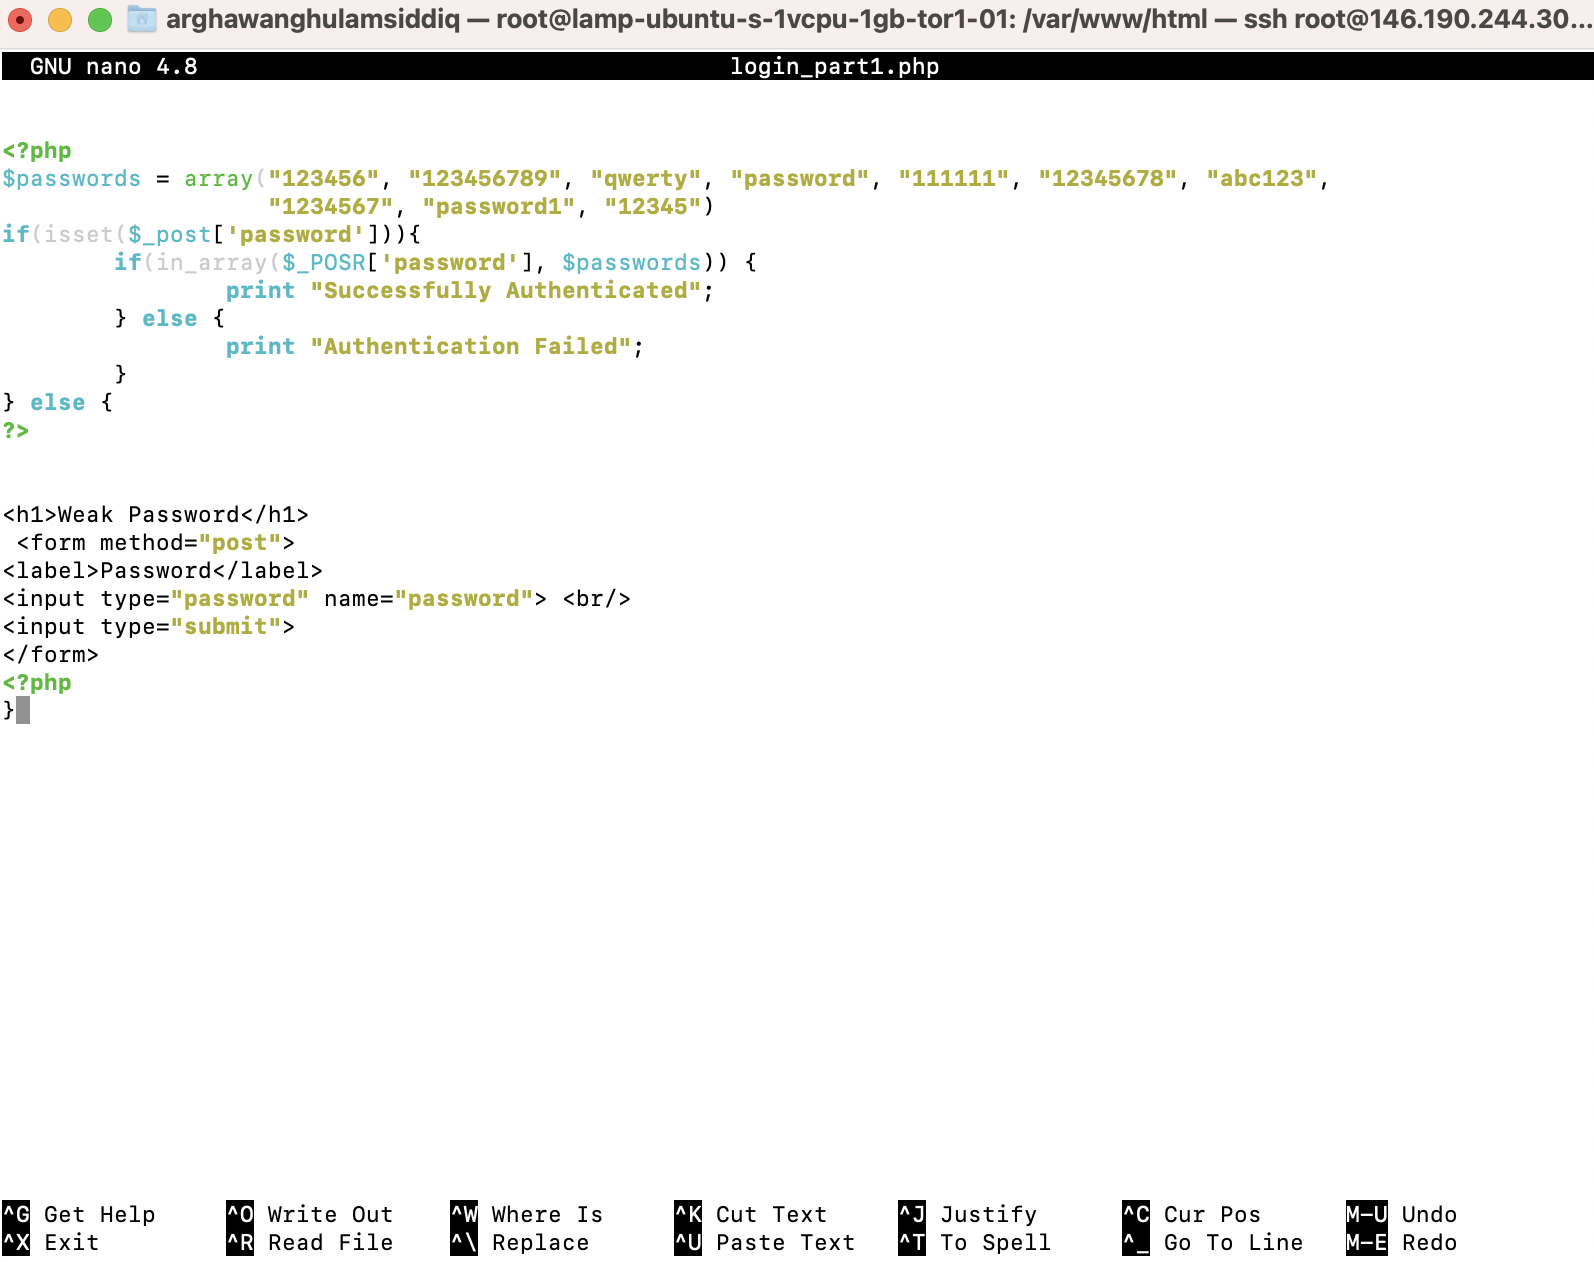 arghawanghulamsiddiq — root@lamp-ubuntu-s-1vcpu-1gb-tor1-01: /var/www/html — ssh root@146.190.244.30...
GNU nano 4.8 login_part1.php
<?php
$passwords = array("123456", "123456789", "qwerty", "password", "111111", "12345678", "abc123",
"1234567", "password1", "12345")
if(isset($_post['password'])){
if(in_array($_POSR['password'], $passwords)) {
print "Successfully Authenticated";
} else {
print "Authentication Failed";
}
} else {
?>
<h1>Weak Password</h1>
<form method="post">
<label>Password</label>
<input type="password" name="password"> <br/>
<input type="submit">
</form>
<?php
}
^G Get Help ^O Write Out ^W Where Is ^K Cut Text ^J Justify ^C Cur Pos M-U Undo
^X Exit ^R Read File ^\ Replace ^U Paste Text ^T To Spell ^_ Go To Line M-E Redo